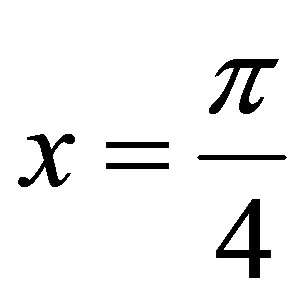 x = π/4